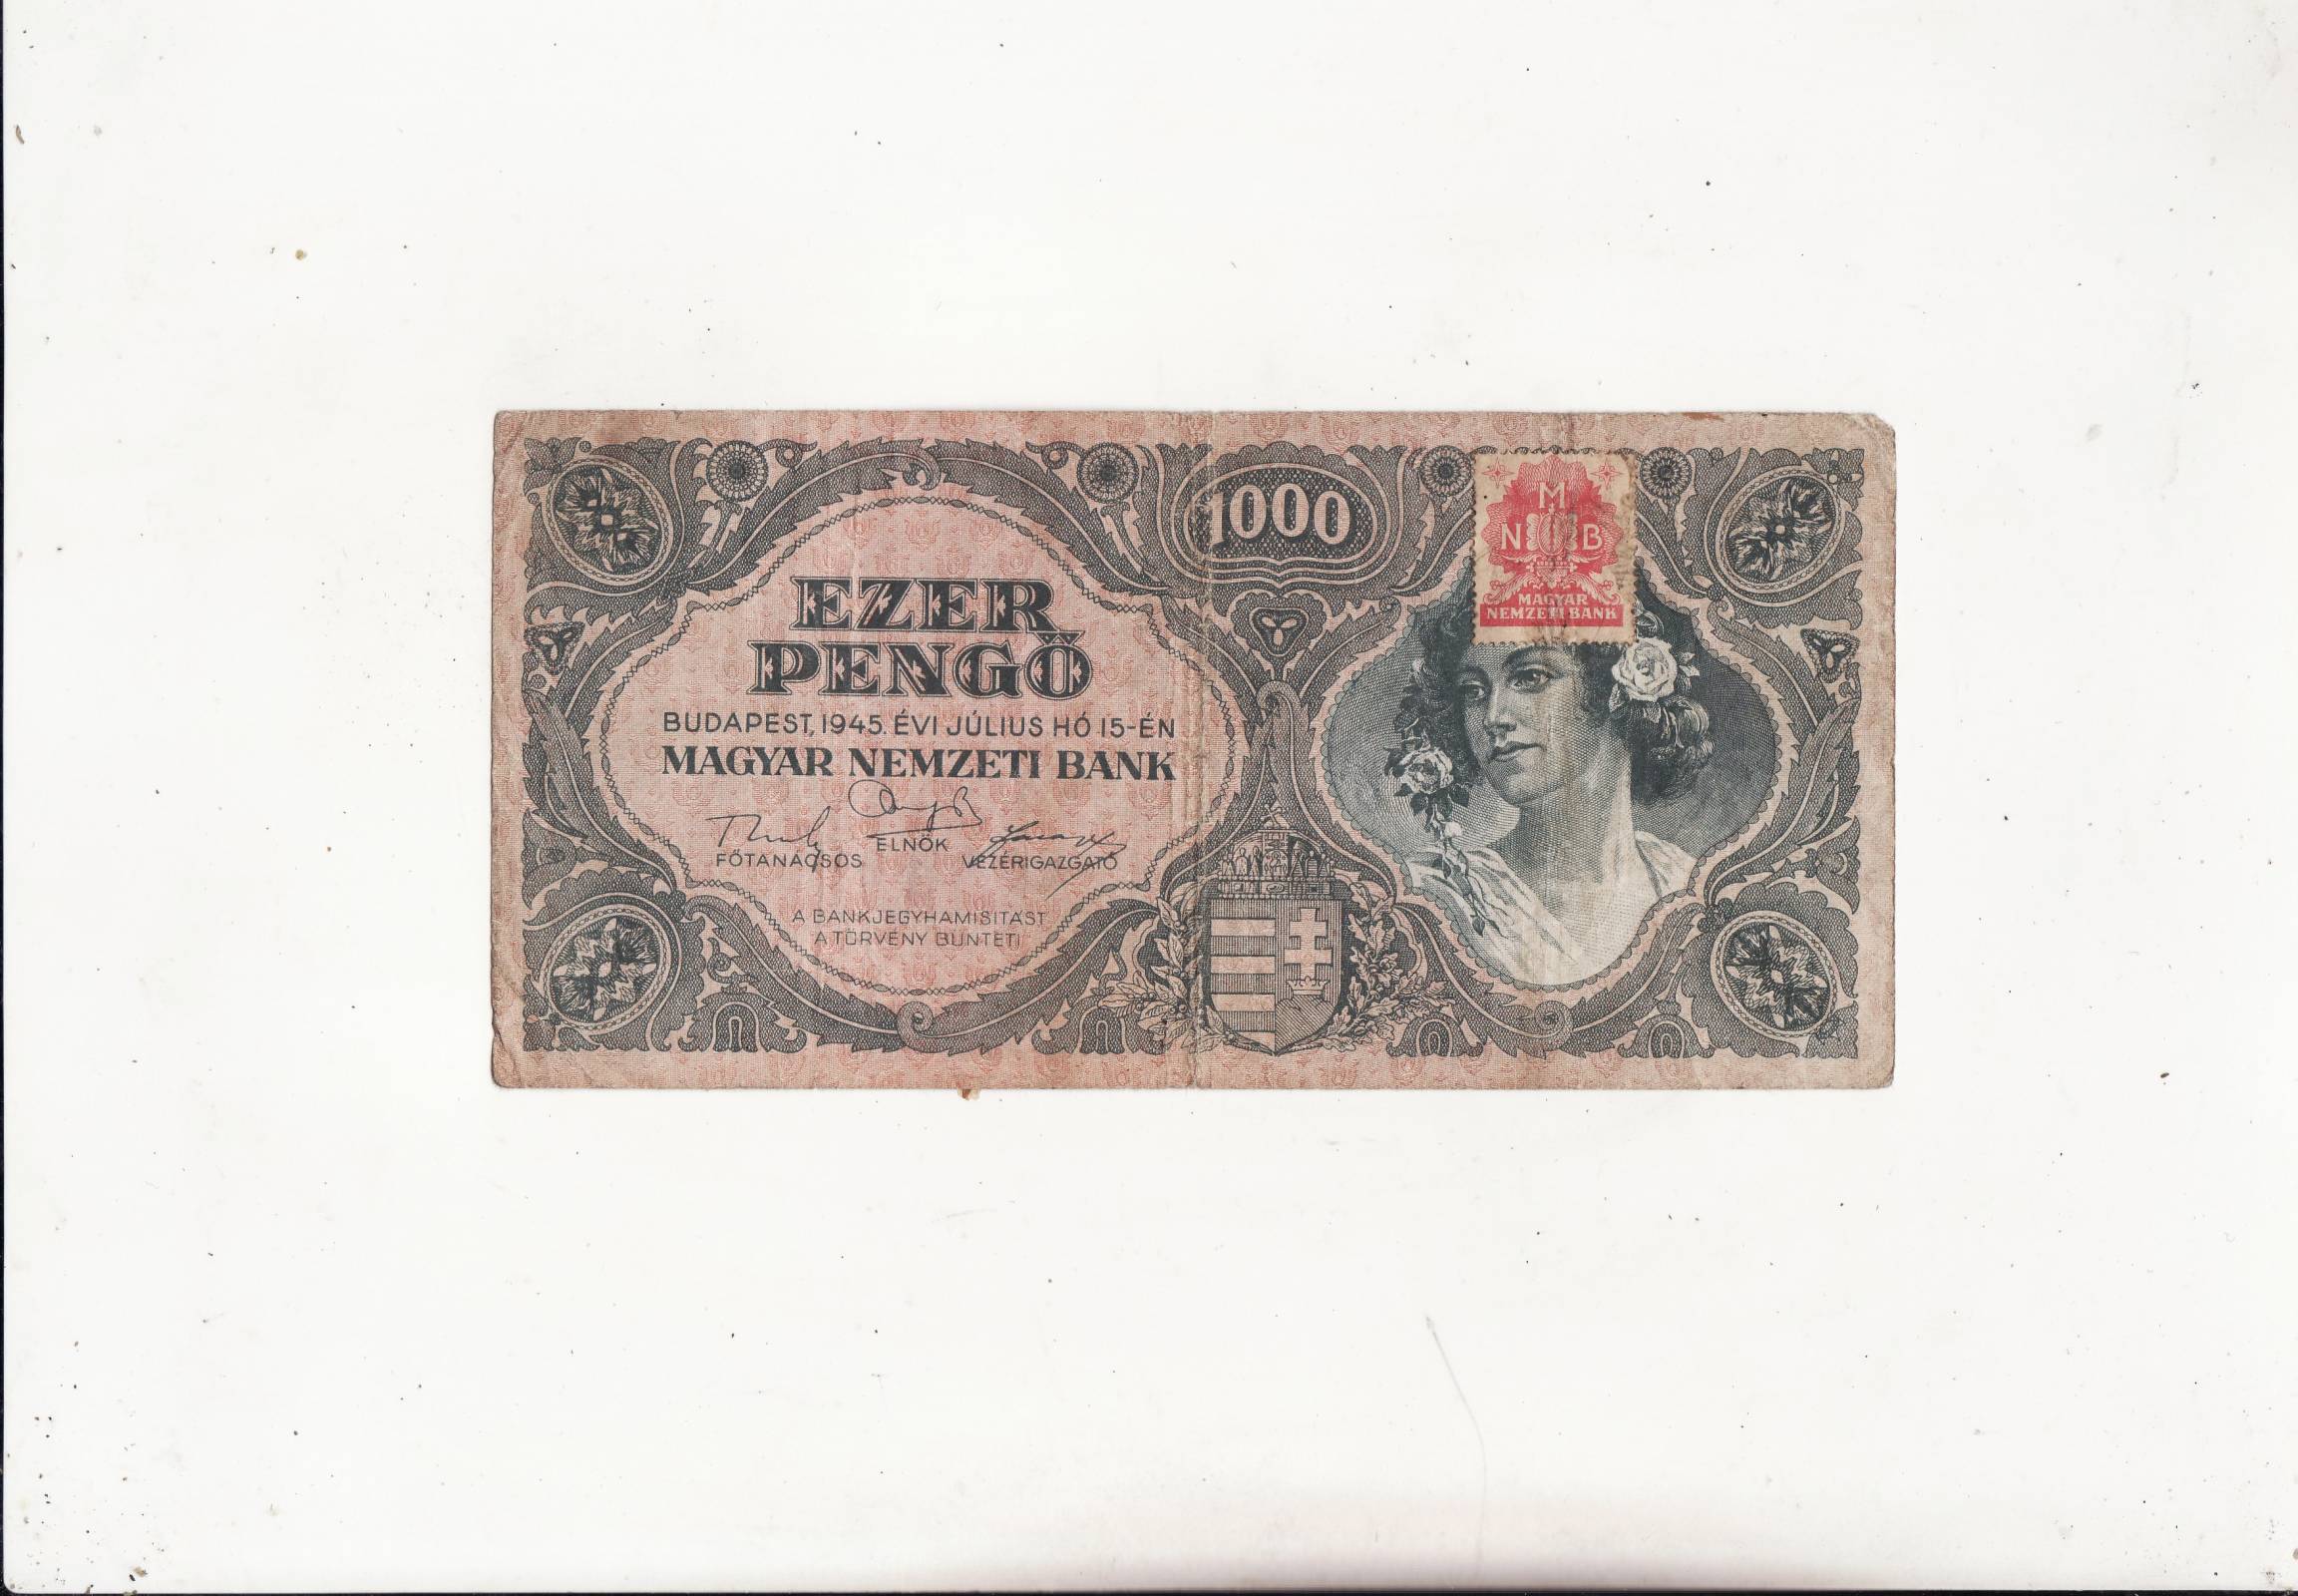 1000
M
N B
MAGYAR
NEMZETI BANK
EZER
PENGŐ
BUDAPEST, 1945. ÉVI JÚLIUS HÓ 15-ÉN
MAGYAR NEMZETI BANK
FŐTANÁCSOS
ELNÖK
VEZÉRIGAZGATÓ
A BANKJEGYHAMISITÁST
A TÖRVÉNY BÜNTETI